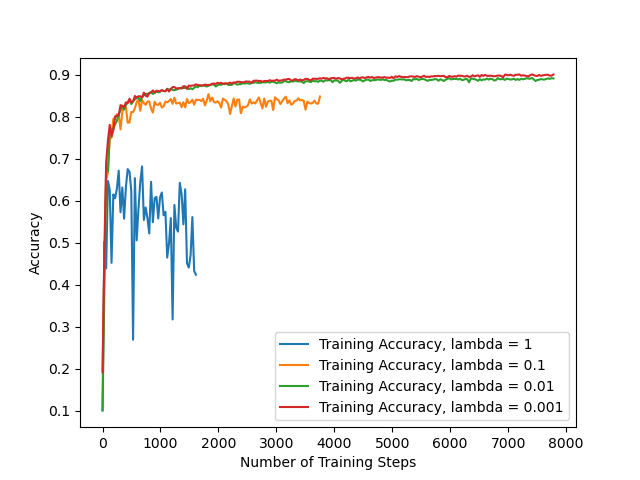 Accuracy
0.9
0.8
0.7
0.6
0.5
0.4
0.3
0.2
0.1
Training Accuracy, lambda = 1
Training Accuracy, lambda = 0.1
Training Accuracy, lambda = 0.01
Training Accuracy, lambda = 0.001
0 1000 2000 3000 4000 5000 6000 7000 8000
Number of Training Steps